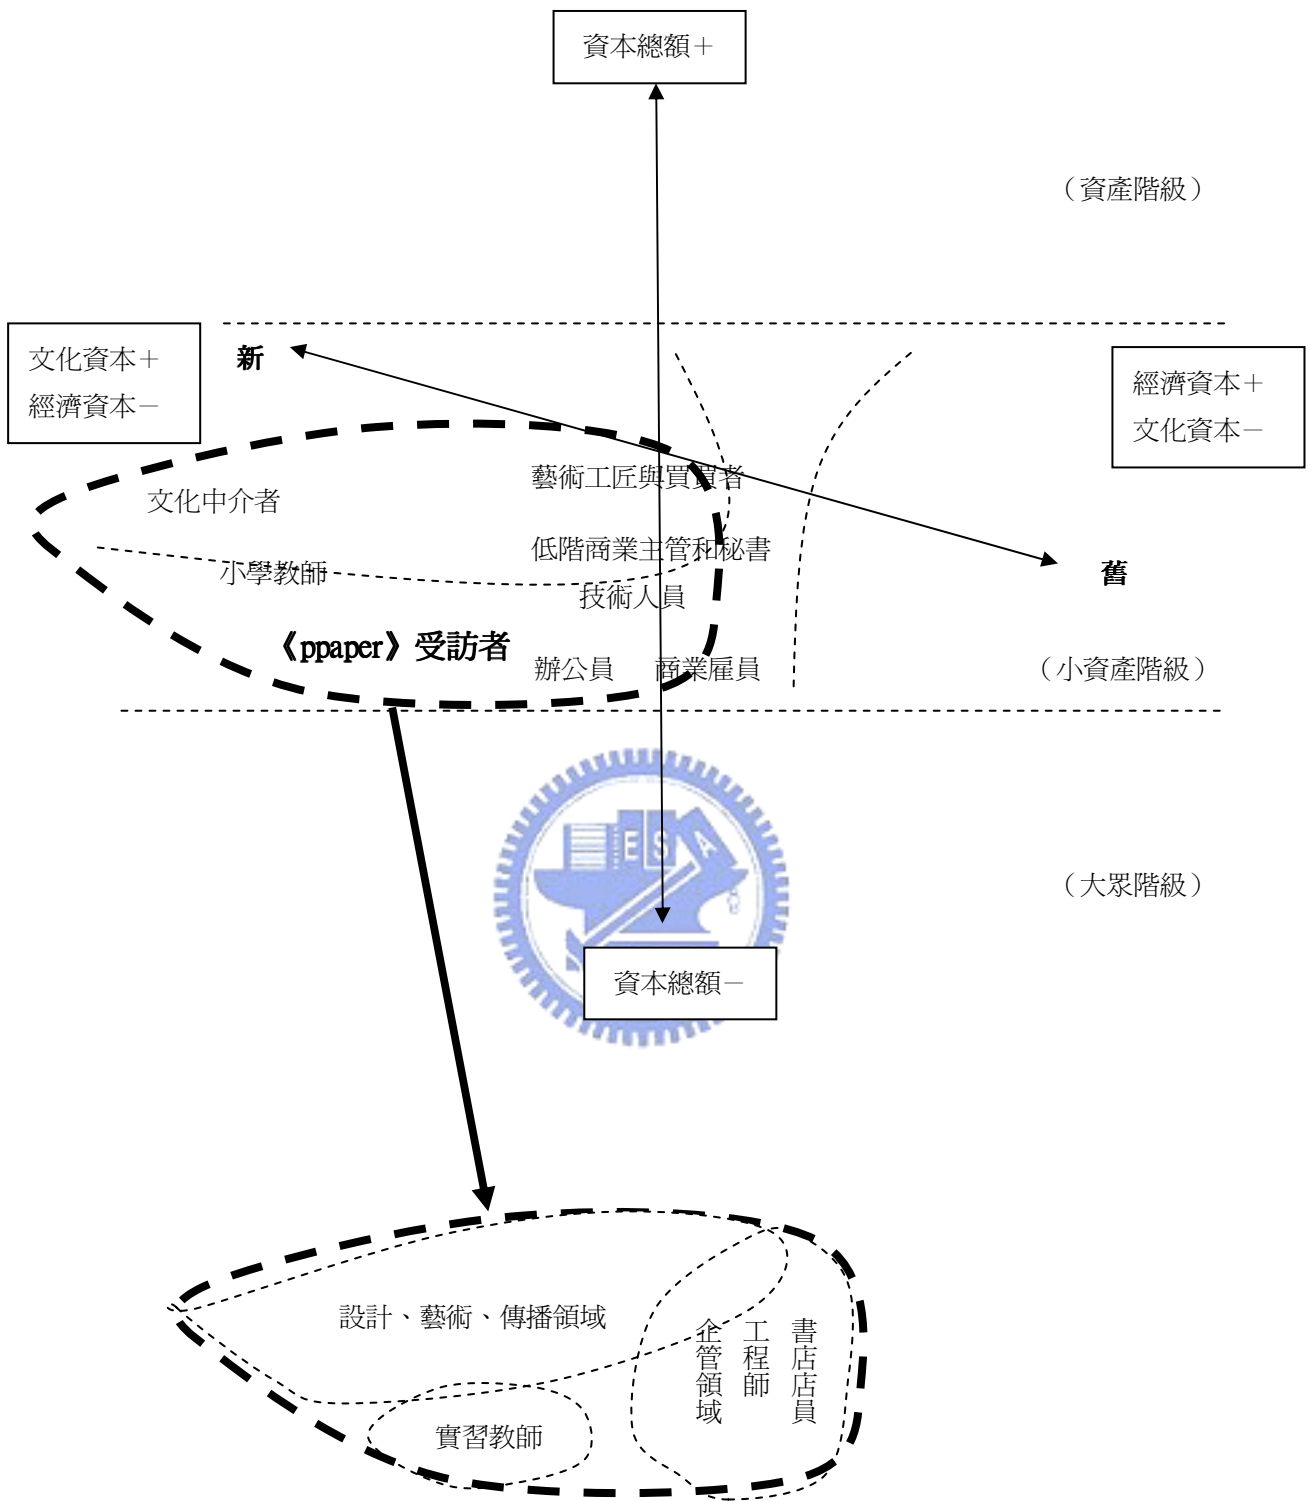 資本總額＋
（資產階級）
文化資本＋
經濟資本－
新
經濟資本＋
文化資本－
藝術工匠與買賣者
文化中介者
低階商業主管和秘書
小學教師
舊
技術人員
《ppaper》受訪者
辦公員
商業雇員
（小資產階級）
E S A
（大眾階級）
資本總額－
設計、藝術、傳播領域
企管領域
工程師
書店店員
實習教師